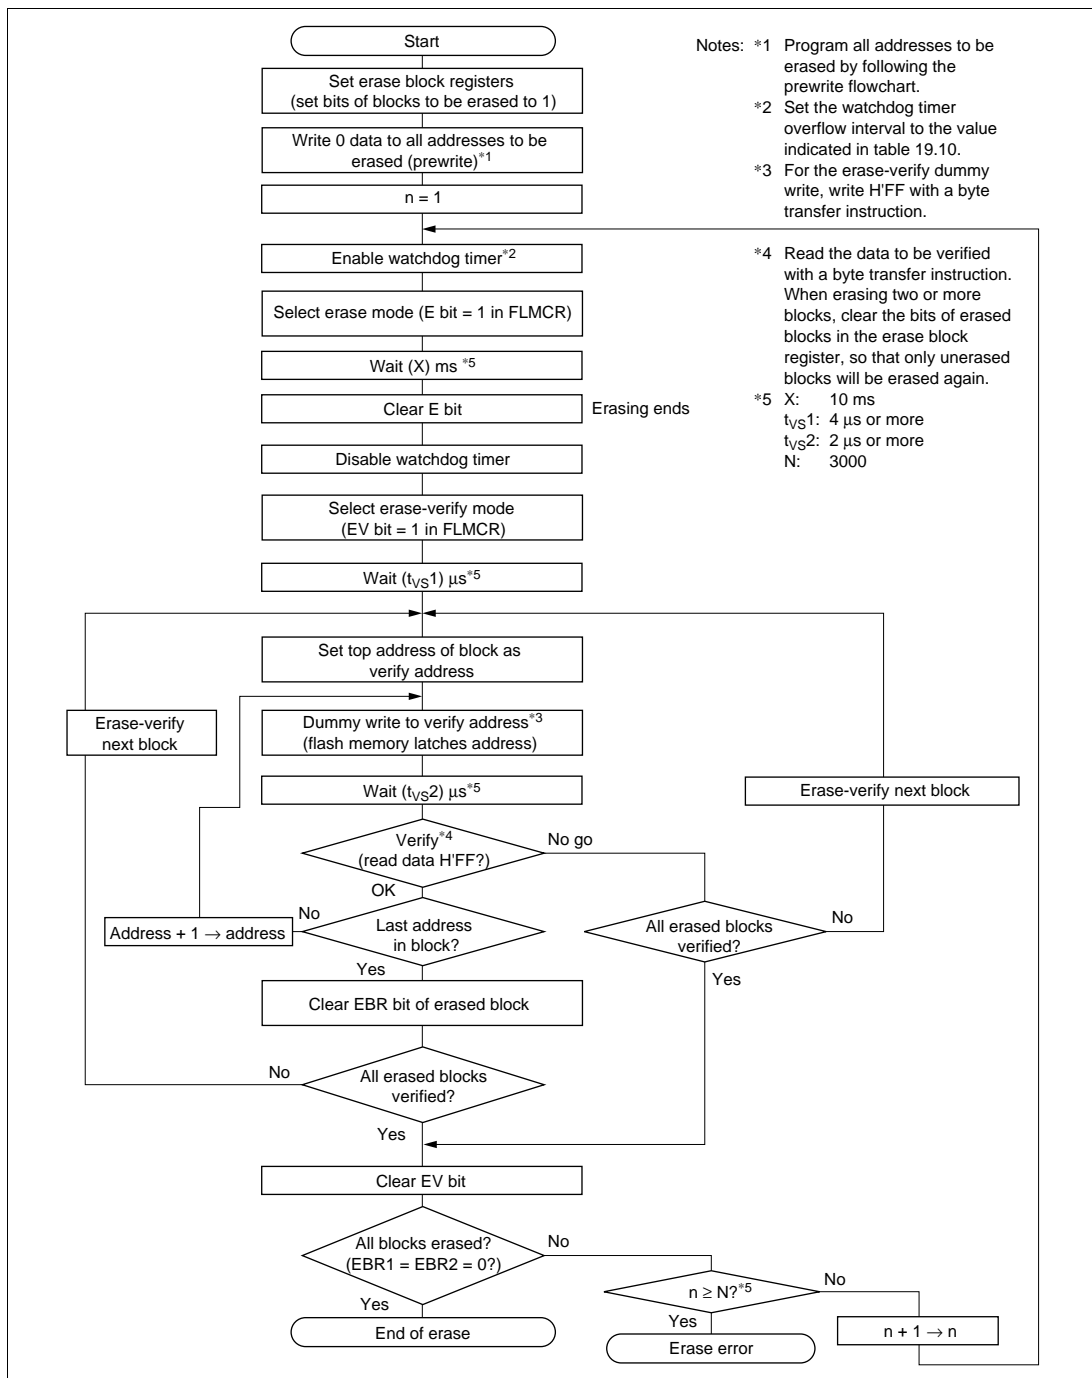 Start
Set erase block registers
(set bits of blocks to be erased to 1)
Write 0 data to all addresses to be
erased (prewrite)*1
n = 1
Enable watchdog timer*2
Select erase mode (E bit = 1 in FLMCR)
Wait (X) ms *5
Clear E bit
Erasing ends
Disable watchdog timer
Select erase-verify mode
(EV bit = 1 in FLMCR)
Wait (tVS1) μs*5
Set top address of block as
verify address
Erase-verify
next block
Dummy write to verify address*3
(flash memory latches address)
Wait (tVS2) μs*5
Erase-verify next block
Verify*4
(read data H'FF?)
No go
OK
No
Address + 1 → address
Last address
in block?
All erased blocks
verified?
No
Yes
Yes
Clear EBR bit of erased block
No
All erased blocks
verified?
Yes
Clear EV bit
All blocks erased?
(EBR1 = EBR2 = 0?)
No
n ≥ N?*5
No
Yes
Yes
End of erase
Erase error
n + 1 → n
Notes: *1 Program all addresses to be
erased by following the
prewrite flowchart.
*2 Set the watchdog timer
overflow interval to the value
indicated in table 19.10.
*3 For the erase-verify dummy
write, write H'FF with a byte
transfer instruction.
*4 Read the data to be verified
with a byte transfer instruction.
When erasing two or more
blocks, clear the bits of erased
blocks in the erase block
register, so that only unerased
blocks will be erased again.
*5 X: 10 ms
tVS1: 4 μs or more
tVS2: 2 μs or more
N: 3000